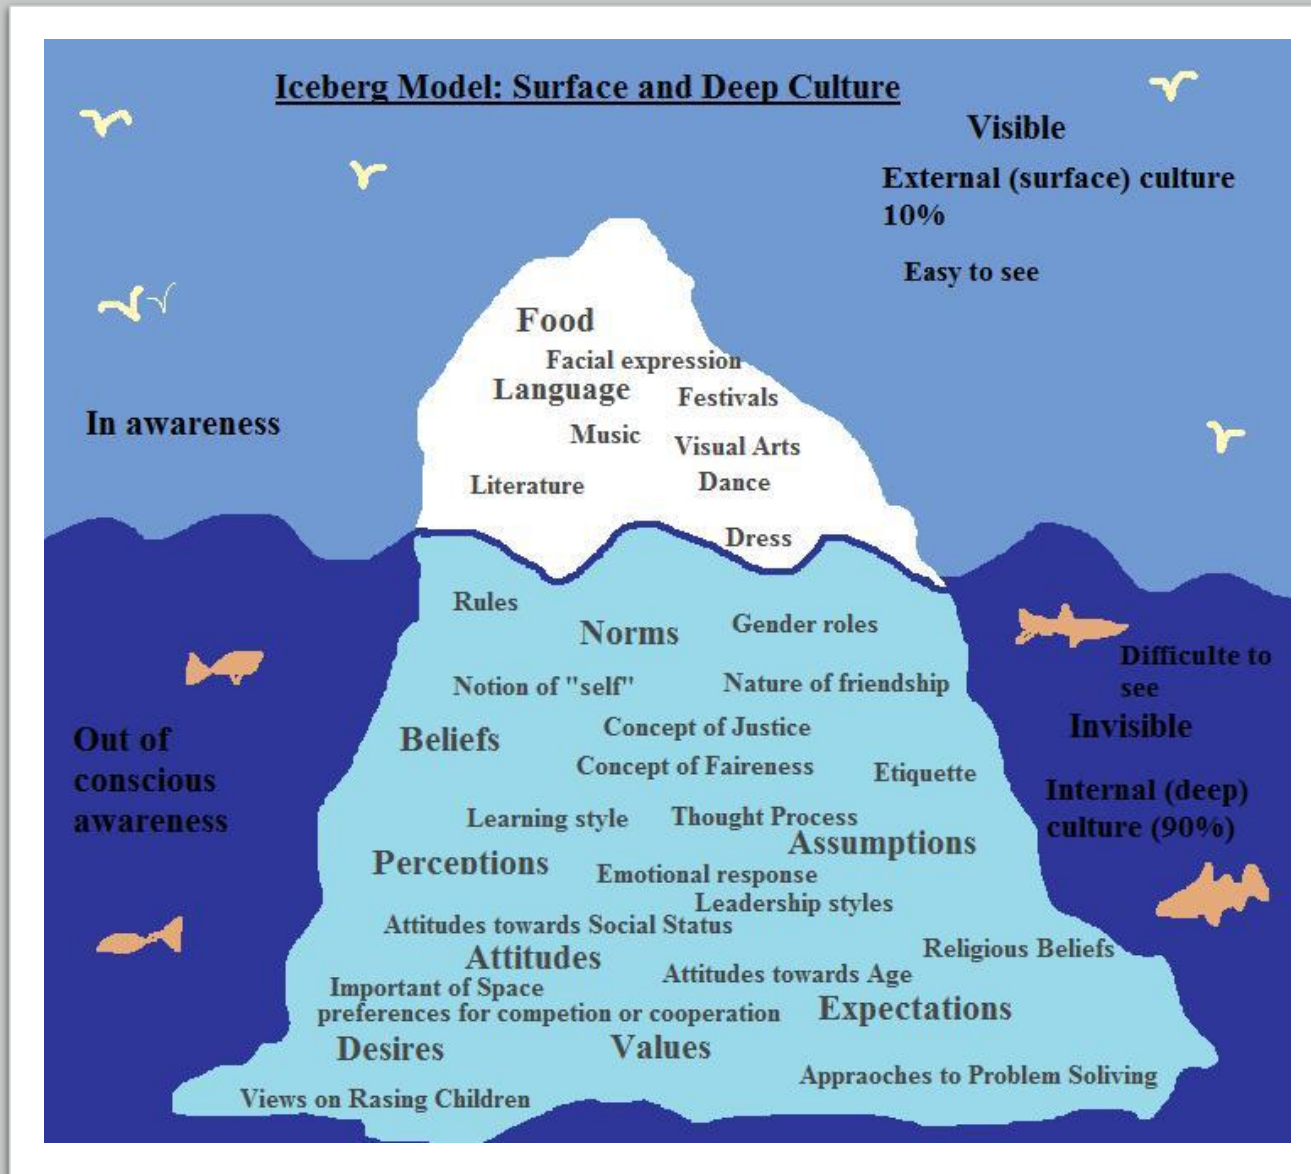 Iceberg Model: Surface and Deep Culture
Visible
External (surface) culture
10%
Easy to see
In awareness
Food
Facial expression
Language
Festivals
Music
Visual Arts
Literature
Dance
Dress
Rules
Norms
Gender roles
Difficulte to
see
Notion of "self"
Nature of friendship
Out of
conscious
awareness
Invisible
Beliefs
Concept of Justice
Concept of Faireness
Etiquette
Internal (deep)
culture (90%)
Learning style
Thought Process
Assumptions
Perceptions
Emotional response
Leadership styles
Attitudes towards Social Status
Religious Beliefs
Attitudes
Attitudes towards Age
Important of Space
preferences for competion or cooperation
Expectations
Desires
Values
Appraoches to Problem Soliving
Views on Rasing Children